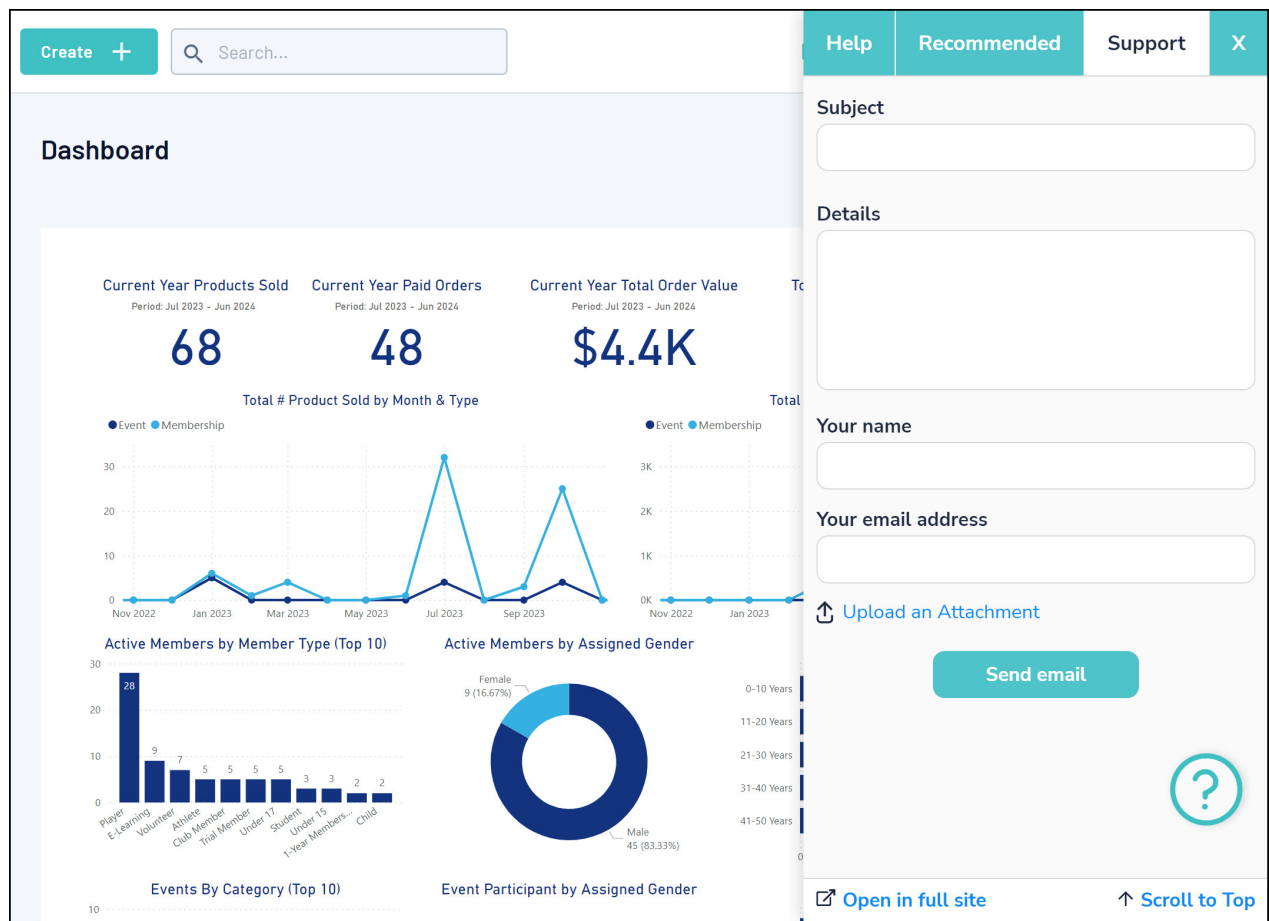 Create +
Search...
Help
Recommended
Support
X
Dashboard
Current Year Products Sold
Period: Jul 2023 - Jun 2024
68
Current Year Paid Orders
Period: Jul 2023 - Jun 2024
48
Current Year Total Order Value
Period: Jul 2023 - Jun 2024
$4.4K
Total # Product Sold by Month & Type
Event Membership
30
20
10
0
Nov 2022 Jan 2023 Mar 2023 May 2023 Jul 2023 Sep 2023
Total
Event Membership
3K
2K
1K
0K
Nov 2022 Jan 2023
Active Members by Member Type (Top 10)
30
20
10
0
28 9 7 5 5 5 5 3 3 2 2
Player
E-Learning
Volunteer
Athlete
Club Member
Trial Member
Under 17
Student
Under 15
1-Year Members...
Child
Active Members by Assigned Gender
Female
9 (16.67%)
Male
45 (83.33%)
0-10 Years
11-20 Years
21-30 Years
31-40 Years
41-50 Years
0
Events By Category (Top 10)
10
Event Participant by Assigned Gender
Subject
Details
Your name
Your email address
Upload an Attachment
Send email
?
Open in full site
Scroll to Top